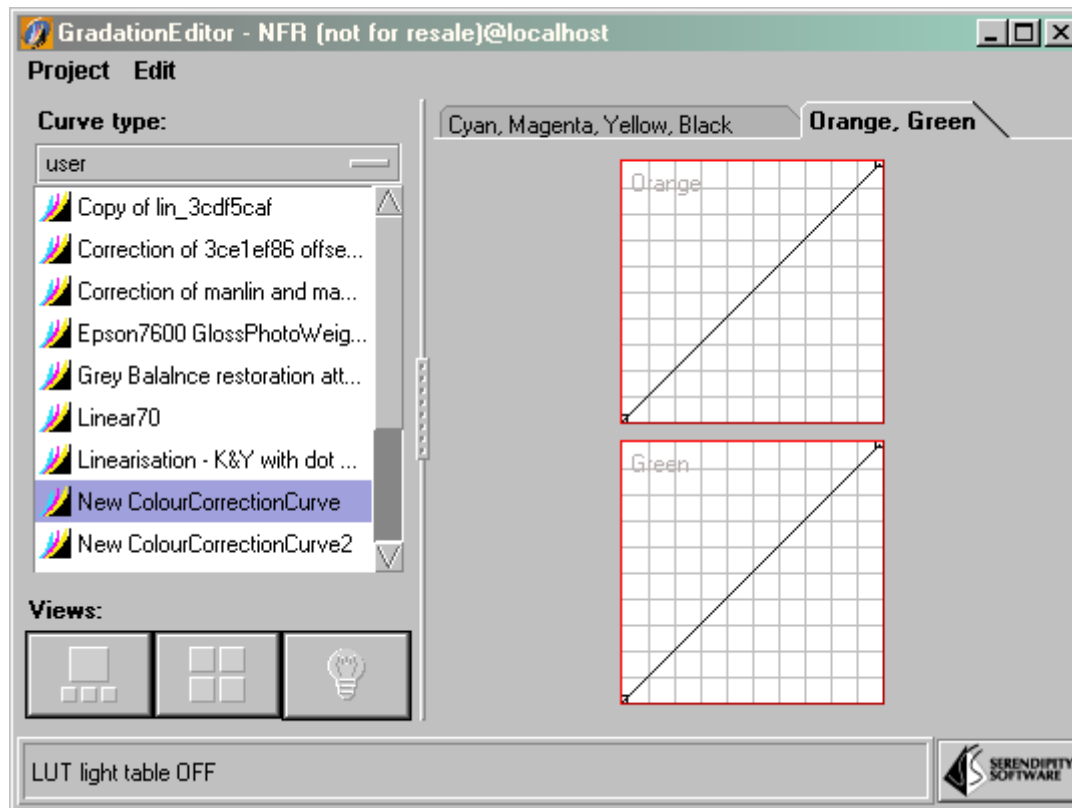 GradationEditor - NFR (not for resale)@localhost
Project Edit
Curve type:
user
Copy of lin_3cdf5caf
Correction of 3ce1ef86 offse...
Correction of manlin and ma...
Epson7600 GlossPhotoWeig...
Grey Balalnce restoration att...
Linear70
Linearisation - K&Y with dot ...
New ColourCorrectionCurve
New ColourCorrectionCurve2
Views:
Cyan, Magenta, Yellow, Black
Orange, Green
Orange
Green
LUT light table OFF
SERENDIPITY
SOFTWARE